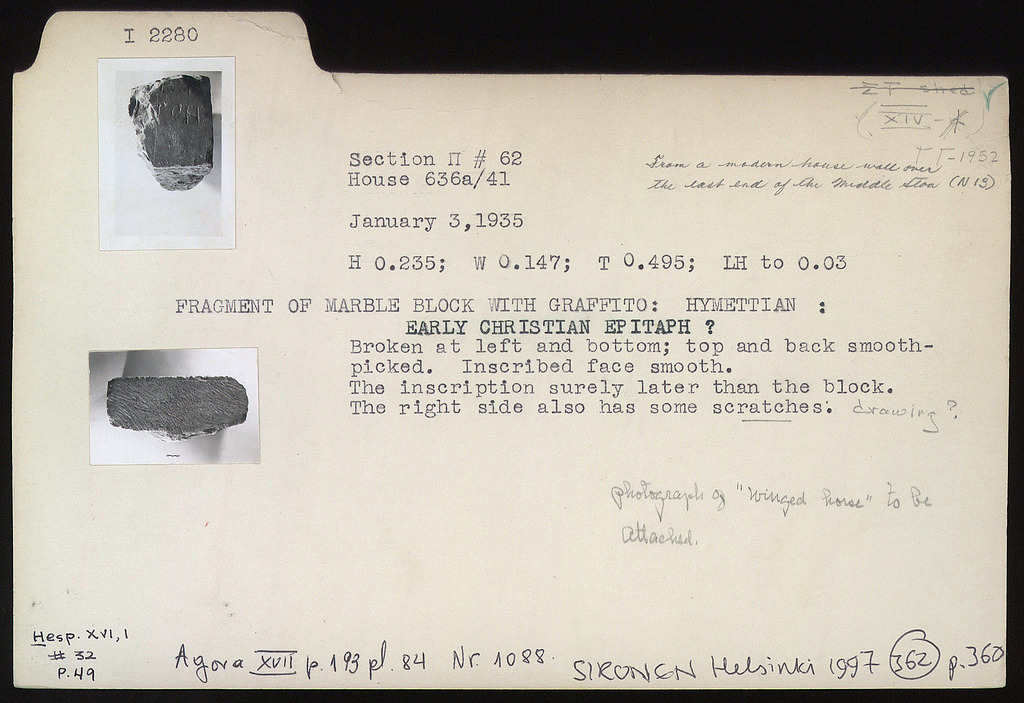 I 2280
ZT shed
(XIV-
ΓΓ-1952
Section Π # 62
House 636a/41
From a modern house wall over
the east end of the Middle Stoa (N 13)
January 3,1935
H 0.235; W 0.147; T 0.495; LH to 0.03
FRAGMENT OF MARBLE BLOCK WITH GRAFFITO: HYMETTIAN :
EARLY CHRISTIAN EPITAPH ?
Broken at left and bottom; top and back smooth-
picked. Inscribed face smooth.
The inscription surely later than the block.
The right side also has some scratches. drawing?
photograph of "winged horse" to be
attached.
Hesp. XVI, 1
# 32
P. 49
Agora XVII p. 193 pl. 84 Nr. 1088.
SIRONEN Helsinki 1997 362 p. 360